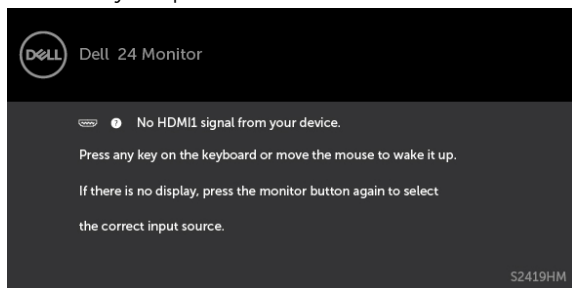 DELL
Dell 24 Monitor
No HDMI1 signal from your device.
Press any key on the keyboard or move the mouse to wake it up.
If there is no display, press the monitor button again to select
the correct input source.
S2419HM